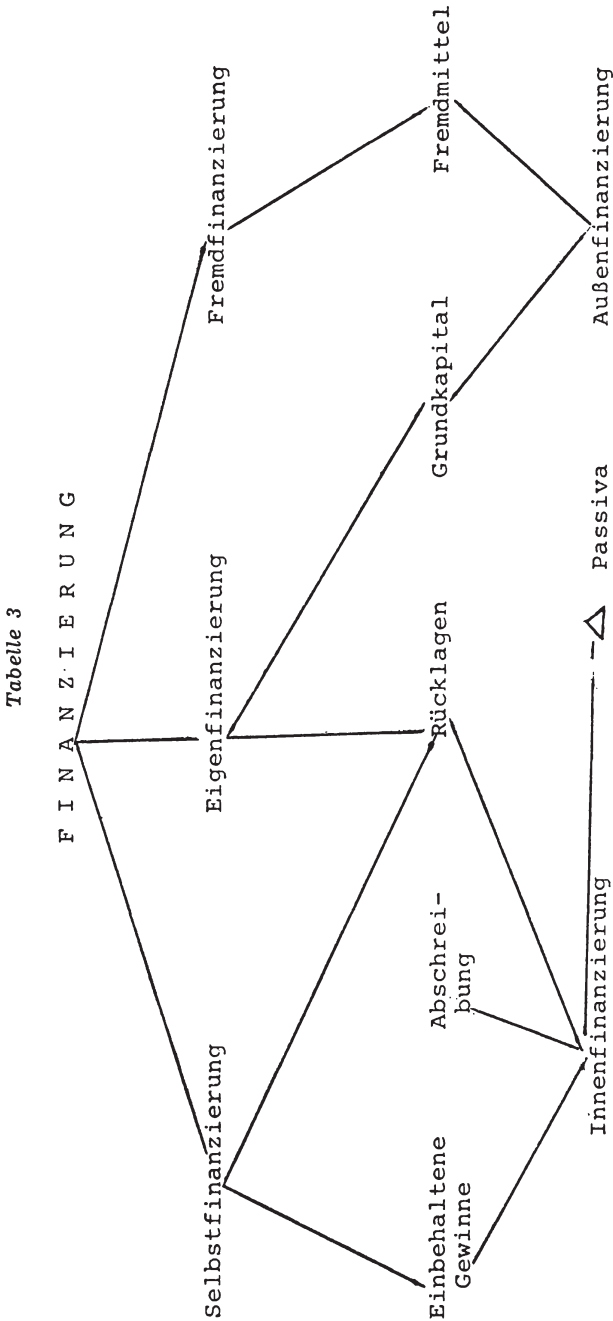 Tabelle 3
F I N A N Z I E R U N G
Selbstfinanzierung
Eigenfinanzierung
Fremdfinanzierung
Einbehaltene
Gewinne
Abschrei-
bung
Rücklagen
Grundkapital
Fremdmittel
Innenfinanzierung
Passiva
Außenfinanzierung